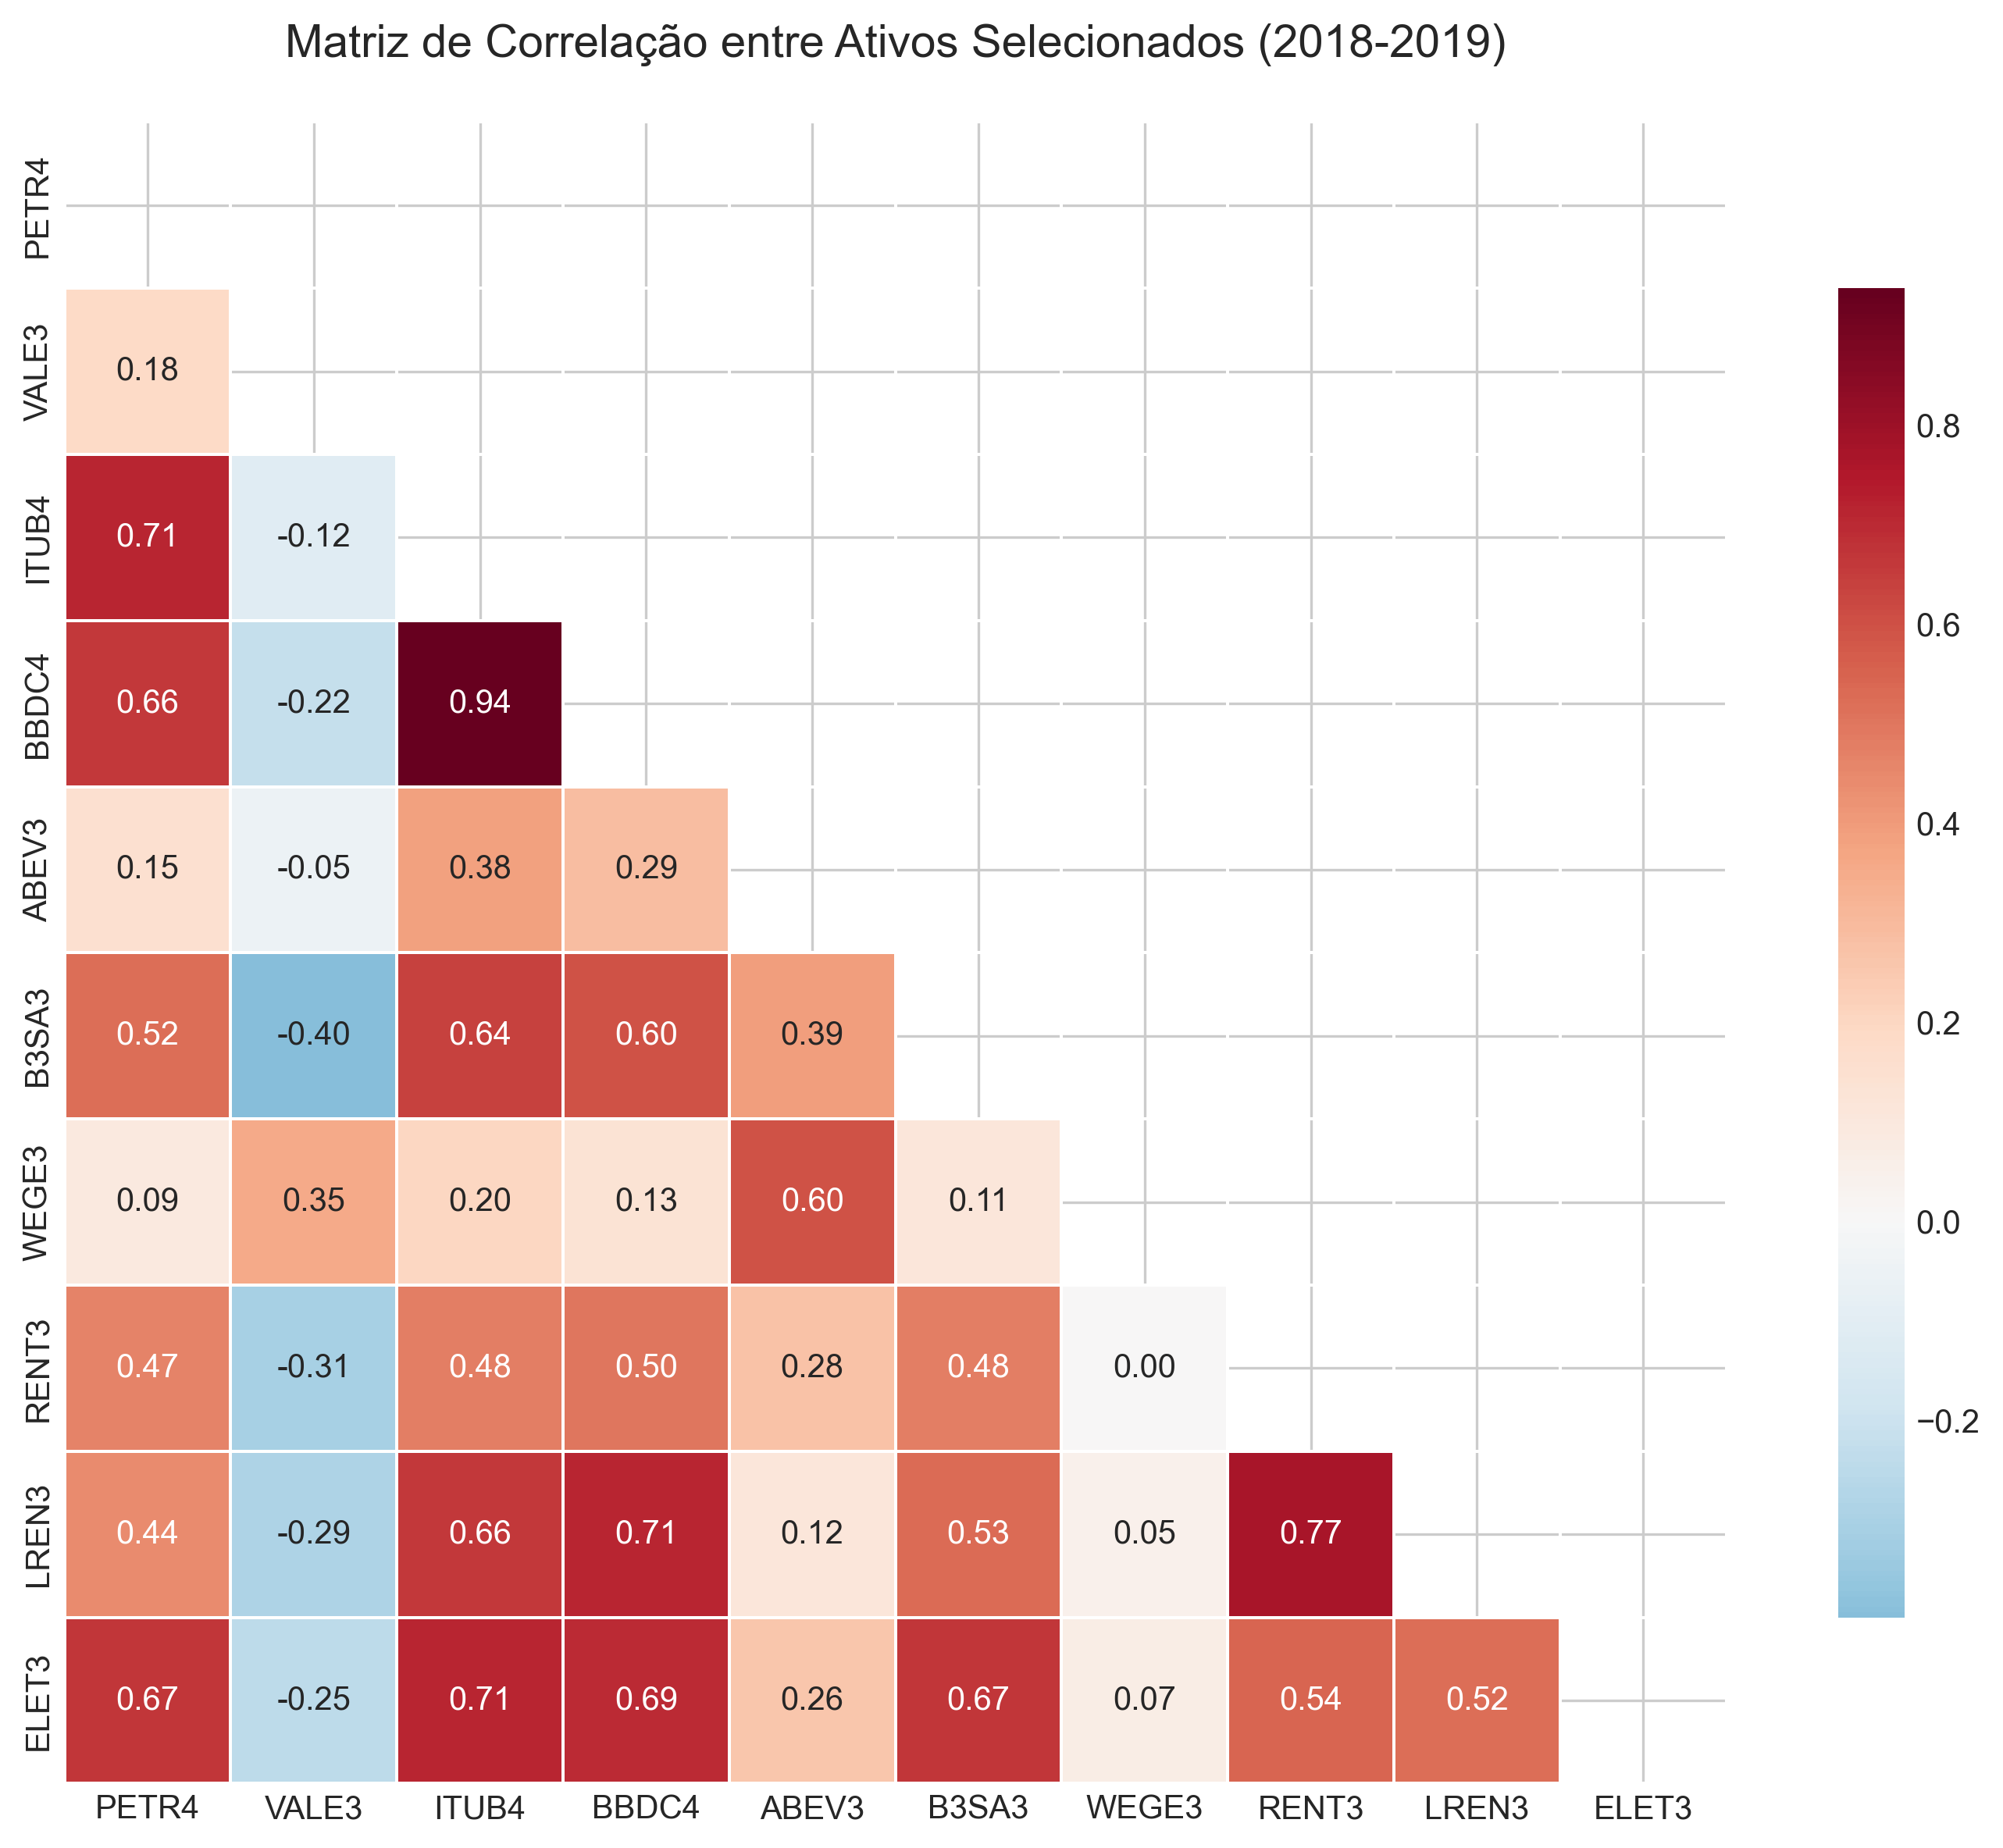 Matriz de Correlação entre Ativos Selecionados (2018-2019)
PETR4
VALE3 0.18
ITUB4 0.71 -0.12
BBDC4 0.66 -0.22 0.94
ABEV3 0.15 -0.05 0.38 0.29
B3SA3 0.52 -0.40 0.64 0.60 0.39
WEGE3 0.09 0.35 0.20 0.13 0.60 0.11
RENT3 0.47 -0.31 0.48 0.50 0.28 0.48 0.00
LREN3 0.44 -0.29 0.66 0.71 0.12 0.53 0.05 0.77
ELET3 0.67 -0.25 0.71 0.69 0.26 0.67 0.07 0.54 0.52
PETR4 VALE3 ITUB4 BBDC4 ABEV3 B3SA3 WEGE3 RENT3 LREN3 ELET3
0.8
0.6
0.4
0.2
0.0
−0.2